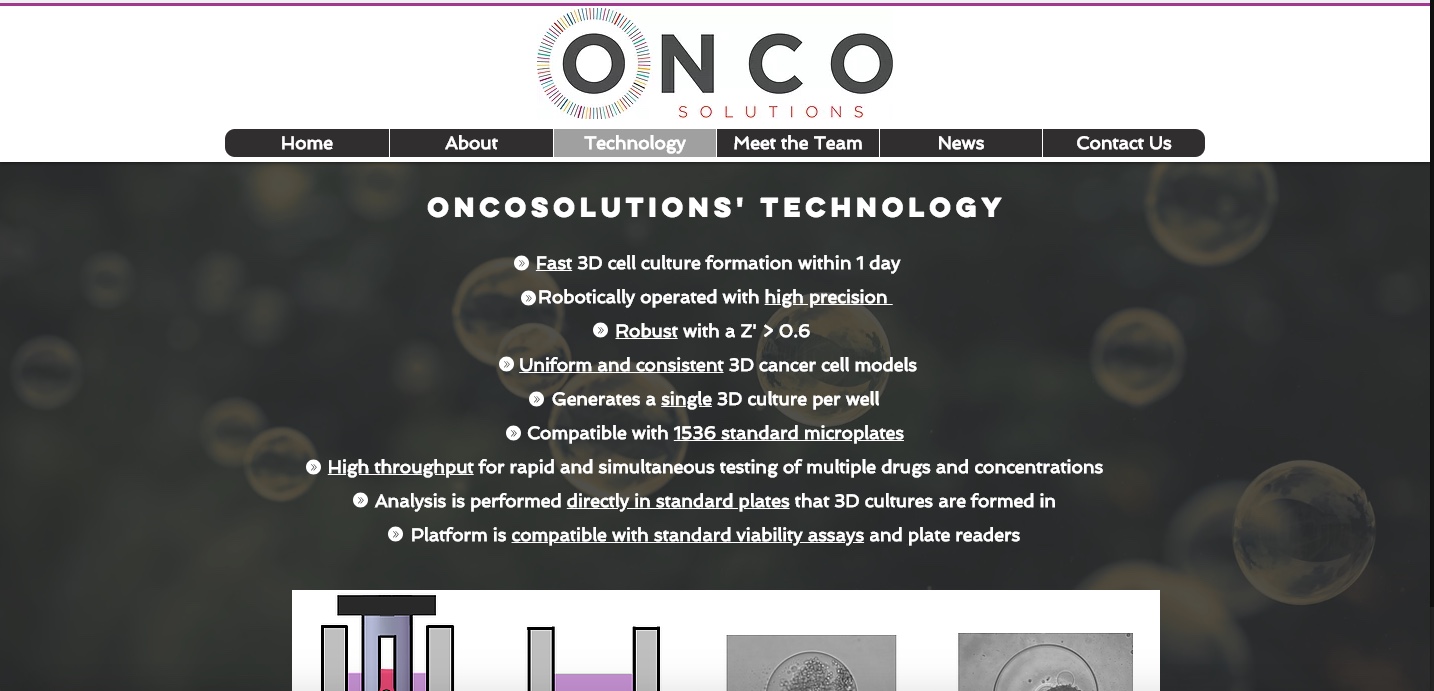 ONCO
SOLUTIONS
Home About Technology Meet the Team News Contact Us
ONCOSOLUTIONS' TECHNOLOGY
Fast 3D cell culture formation within 1 day
Robotically operated with high precision
Robust with a Z' > 0.6
Uniform and consistent 3D cancer cell models
Generates a single 3D culture per well
Compatible with 1536 standard microplates
High throughput for rapid and simultaneous testing of multiple drugs and concentrations
Analysis is performed directly in standard plates that 3D cultures are formed in
Platform is compatible with standard viability assays and plate readers